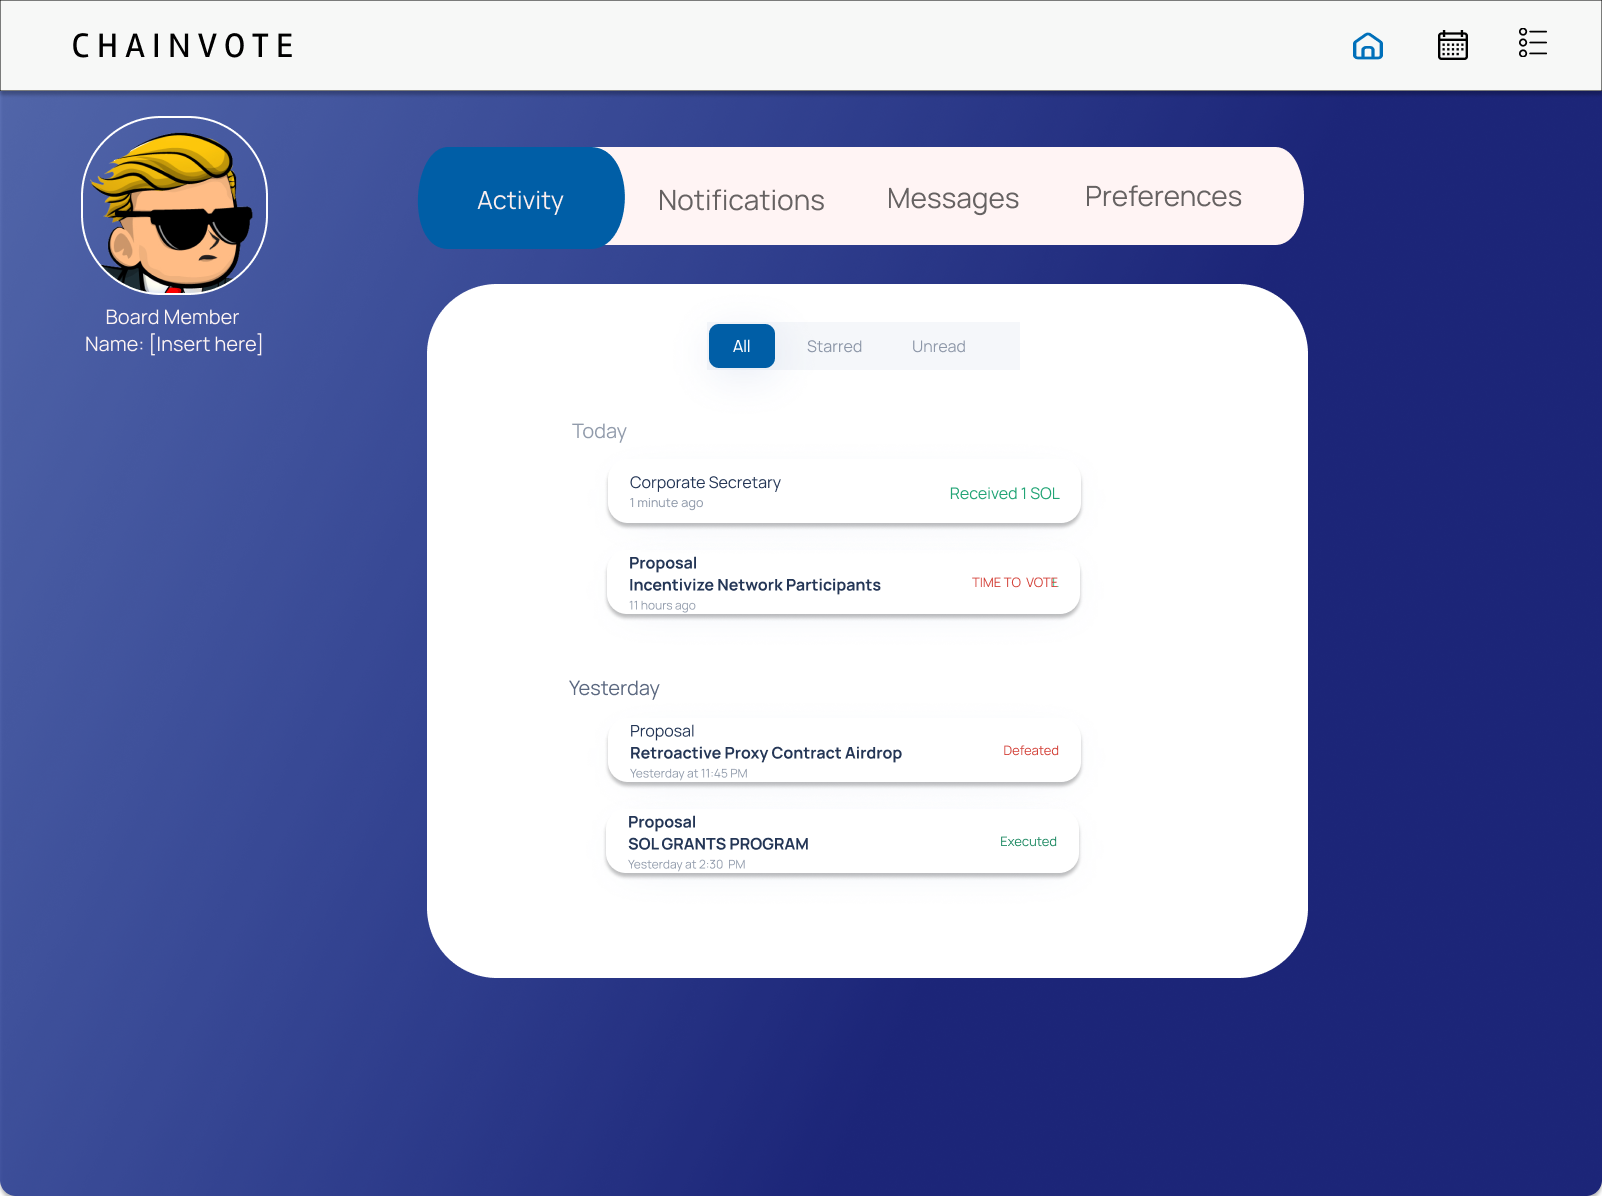 CHAINVOTE
Board Member
Name: [Insert here]
Activity
Notifications
Messages
Preferences
All
Starred
Unread
Today
Corporate Secretary
1 minute ago
Received 1 SOL
Proposal
Incentivize Network Participants
11 hours ago
TIME TO VOTE
Yesterday
Proposal
Retroactive Proxy Contract Airdrop
Yesterday at 11:45 PM
Defeated
Proposal
SOL GRANTS PROGRAM
Yesterday at 2:30 PM
Executed